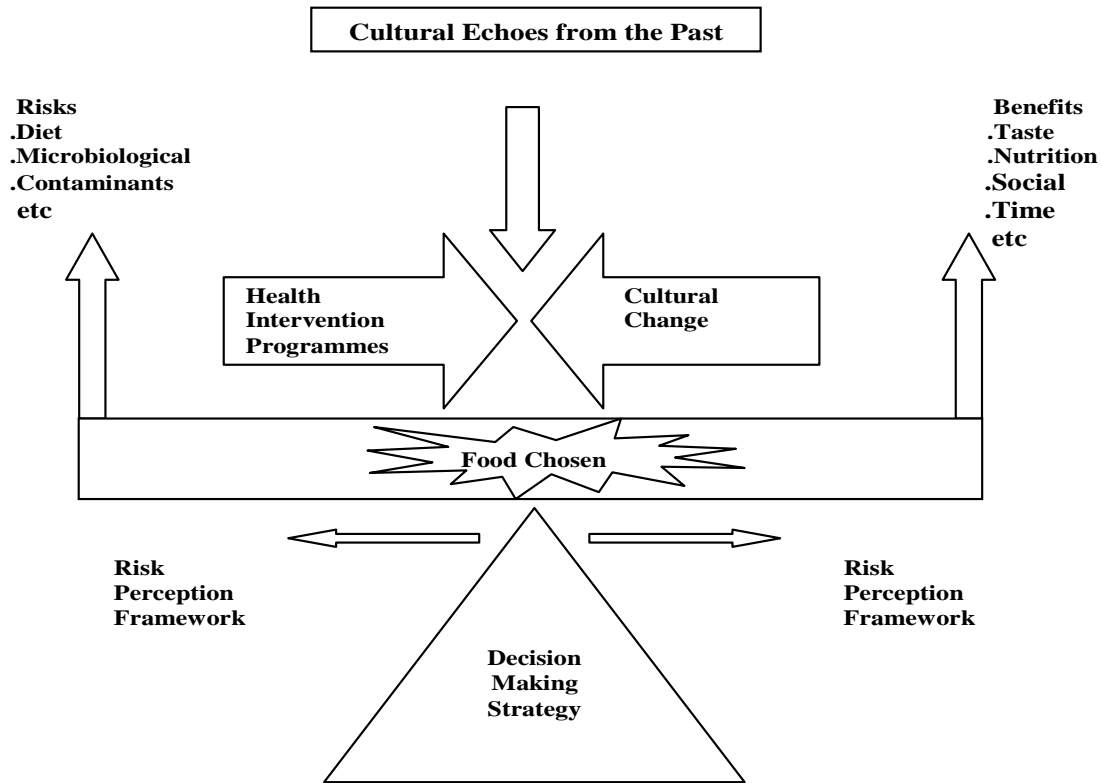 Cultural Echoes from the Past
Risks
.Diet
.Microbiological
.Contaminants
etc
Benefits
.Taste
.Nutrition
.Social
.Time
etc
Health
Intervention
Programmes
Cultural
Change
Food Chosen
Risk
Perception
Framework
Risk
Perception
Framework
Decision
Making
Strategy